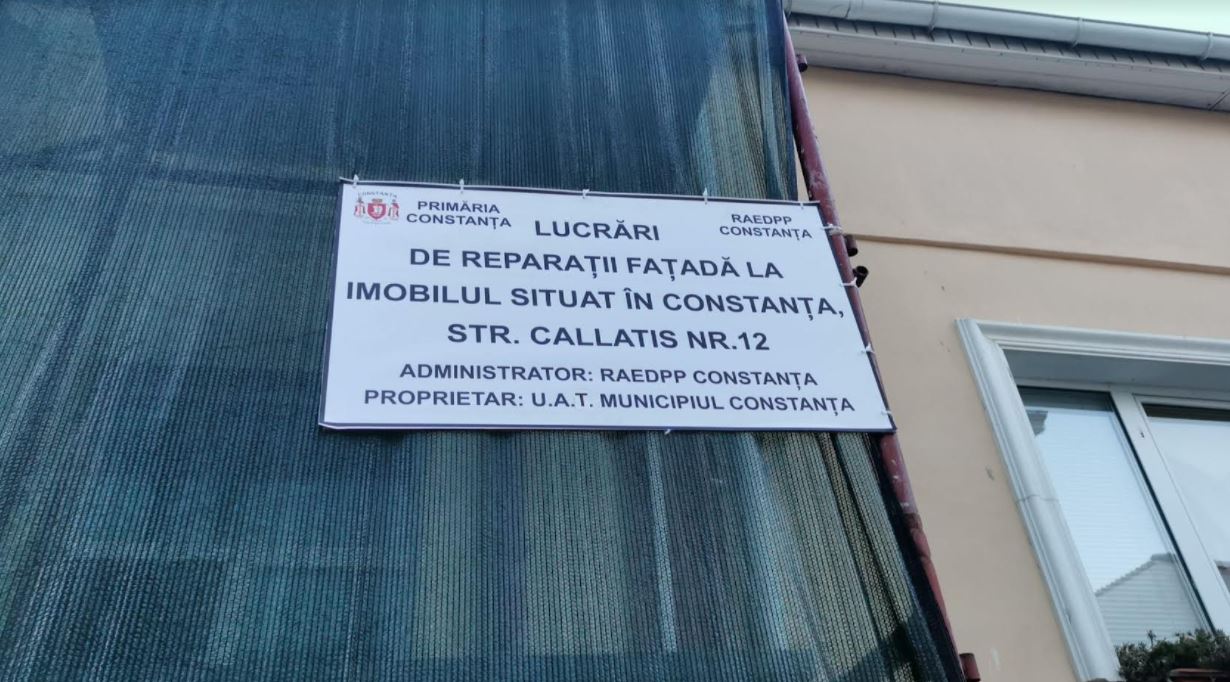 CONSTANȚA
PRIMĂRIA
CONSTANȚA
RAEDPP
CONSTANȚA
LUCRĂRI
DE REPARAȚII FAȚADĂ LA
IMOBILUL SITUAT ÎN CONSTANȚA,
STR. CALLATIS NR.12
ADMINISTRATOR: RAEDPP CONSTANȚA
PROPRIETAR: U.A.T. MUNICIPIUL CONSTANȚA